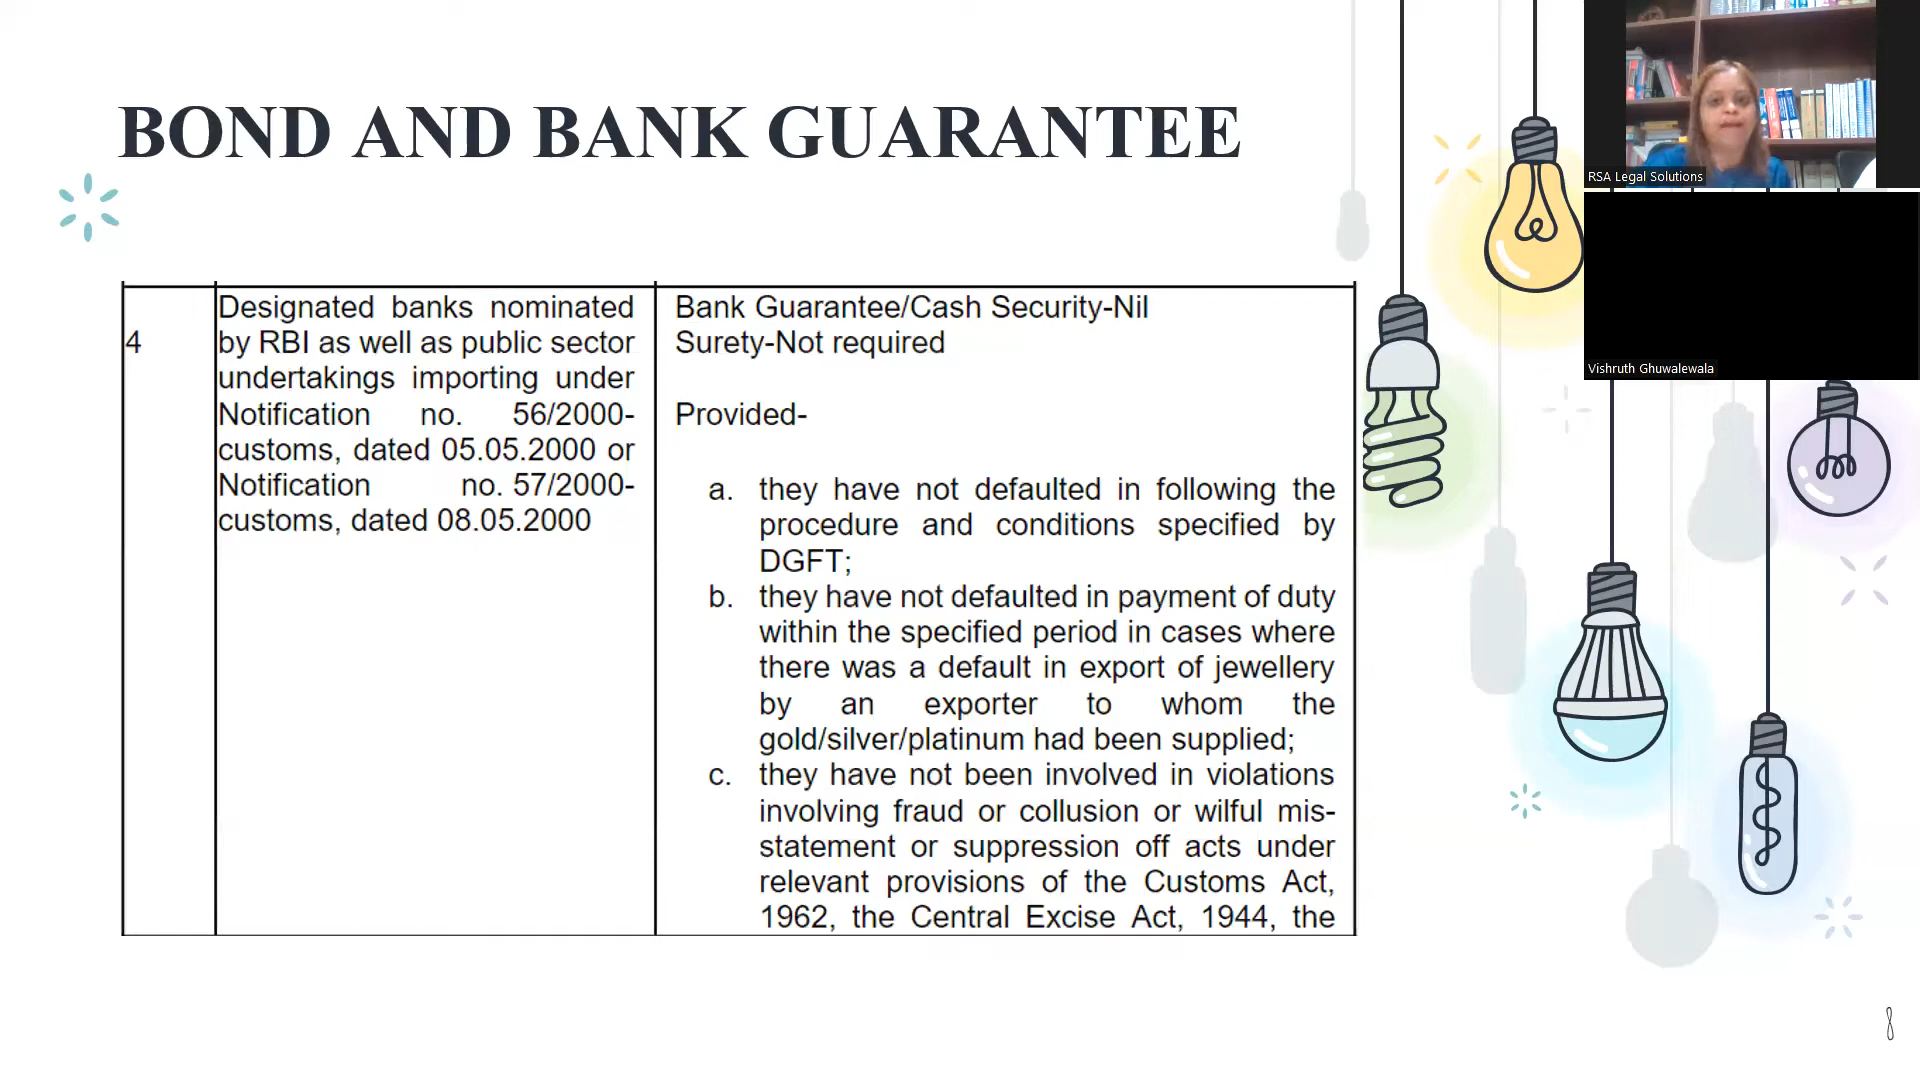 BOND AND BANK GUARANTEE
4
Designated banks nominated
by RBI as well as public sector
undertakings importing under
Notification no. 56/2000-
customs, dated 05.05.2000 or
Notification no. 57/2000-
customs, dated 08.05.2000
Bank Guarantee/Cash Security-Nil
Surety-Not required
Provided-
a. they have not defaulted in following the
procedure and conditions specified by
DGFT;
b. they have not defaulted in payment of duty
within the specified period in cases where
there was a default in export of jewellery
by an exporter to whom the
gold/silver/platinum had been supplied;
c. they have not been involved in violations
involving fraud or collusion or wilful mis-
statement or suppression off acts under
relevant provisions of the Customs Act,
1962, the Central Excise Act, 1944, the
RSA Legal Solutions
Vishruth Ghuwalewala
8